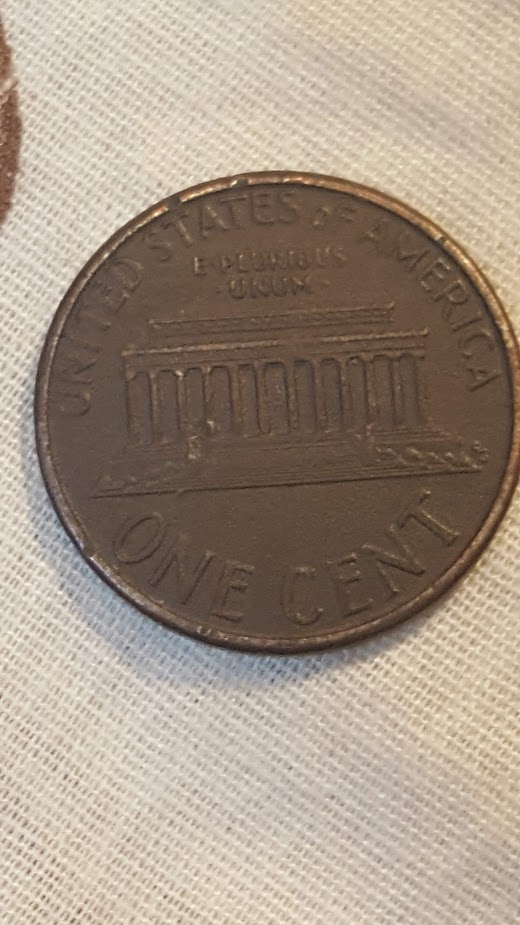 UNITED STATES OF AMERICA
E PLURIBUS
UNUM
ONE CENT